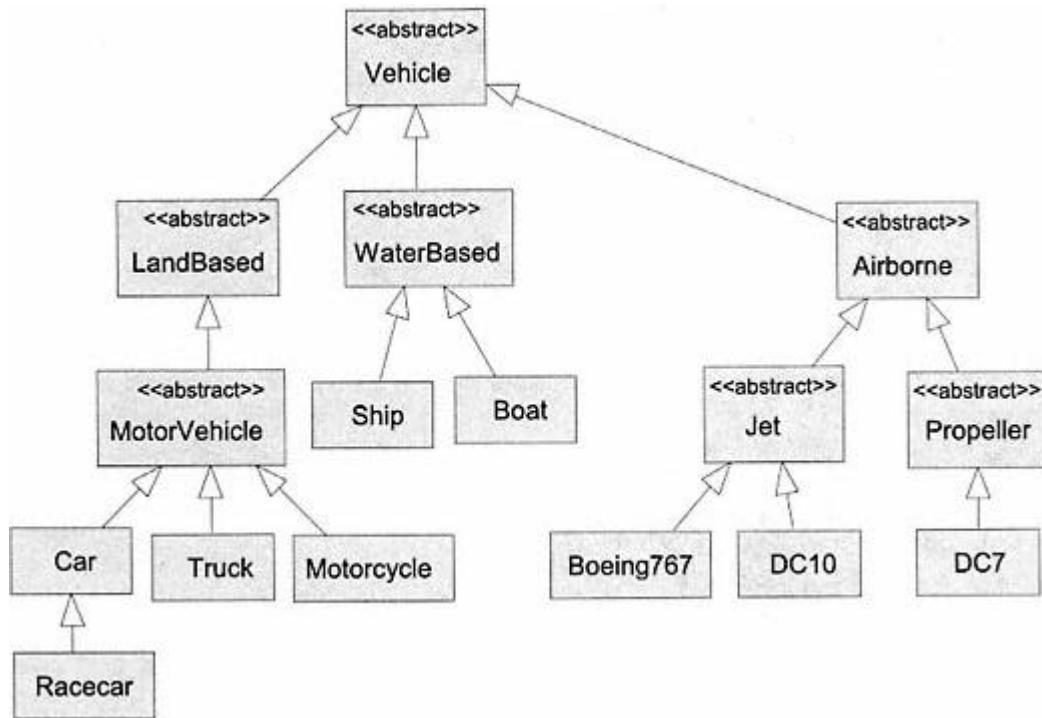 <<abstract>>
Vehicle
<<abstract>>
LandBased
<<abstract>>
WaterBased
<<abstract>>
Airborne
<<abstract>>
MotorVehicle
Ship
Boat
<<abstract>>
Jet
<<abstract>>
Propeller
Car
Truck
Motorcycle
Boeing767
DC10
DC7
Racecar